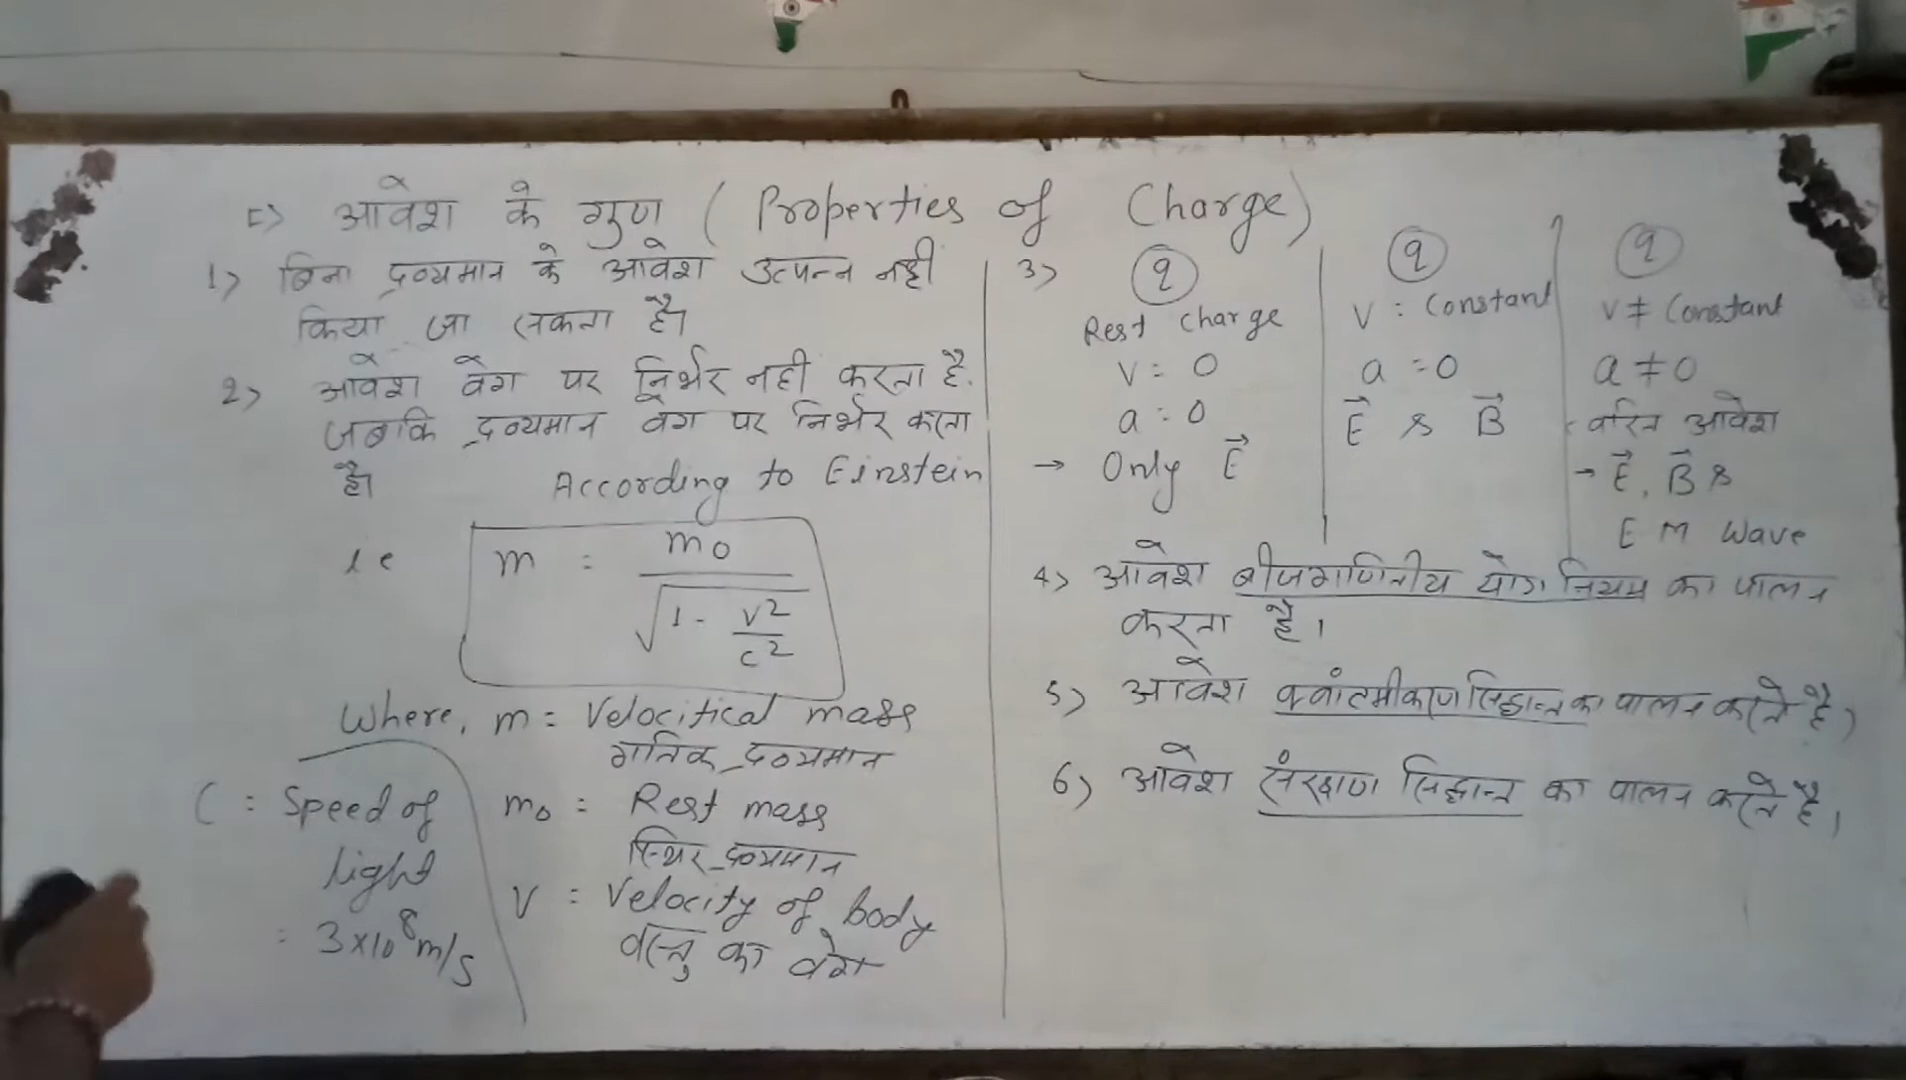 => आवेश के गुण ( Properties of Charge)
1> बिना द्रव्यमान के आवेश उत्पन्न नही
किया जा सकता है।
2> आवेश वेग पर निर्भर नही करता है.
जबकि द्रव्यमान वेग पर निर्भर करता
है।
According to Einstein
i.e
m = m0 / √(1 - v²/c²)
Where, m = Velocitical mass
गतिक द्रव्यमान
m0 = Rest mass
स्थिर द्रव्यमान
V = Velocity of body
वस्तु का वेग
C = Speed of
light
= 3×10⁸ m/s
3>
q
Rest charge
v = 0
a = 0
→ Only E⃗
q
v = Constant
a = 0
E⃗ & B⃗
q
v ≠ Constant
a ≠ 0
त्वरित आवेश
→ E⃗, B⃗ &
E M Wave
4> आवेश बीजगणितीय योग नियम का पालन
करता है।
5) आवेश क्वांटमीकरण सिद्धान्त का पालन करते है)
6) आवेश संरक्षण सिद्धान्त का पालन करते है।